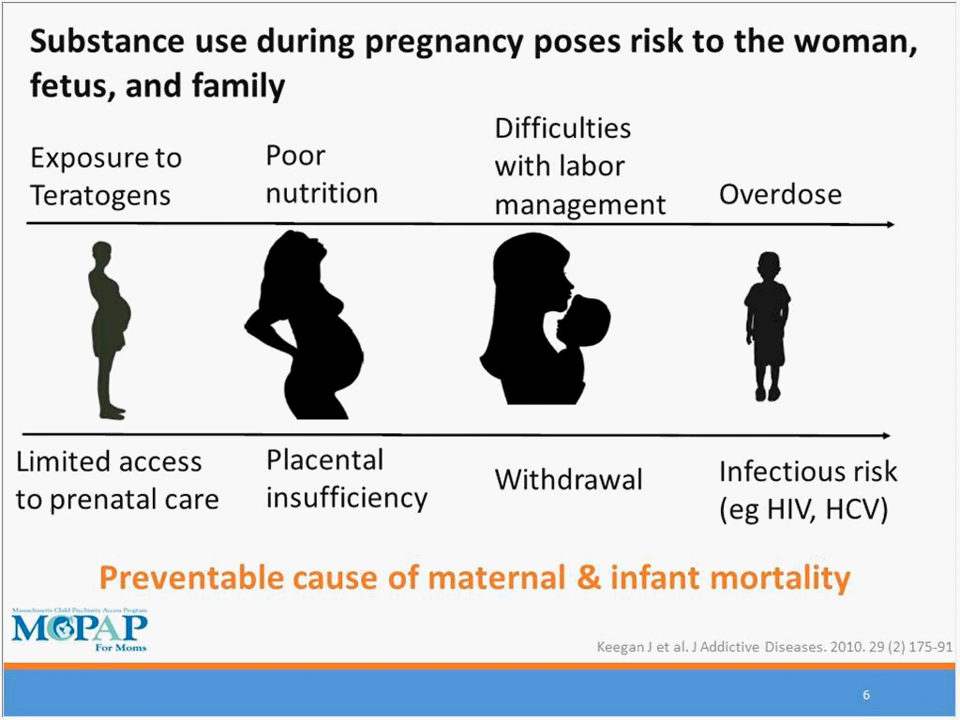 Substance use during pregnancy poses risk to the woman,
fetus, and family
Exposure to
Teratogens
Poor
nutrition
Difficulties
with labor
management
Overdose
Limited access
to prenatal care
Placental
insufficiency
Withdrawal
Infectious risk
(eg HIV, HCV)
Preventable cause of maternal & infant mortality
Massachusetts Child Psychiatry Access Program
MCPAP
For Moms
Keegan J et al. J Addictive Diseases. 2010. 29 (2) 175-91
6